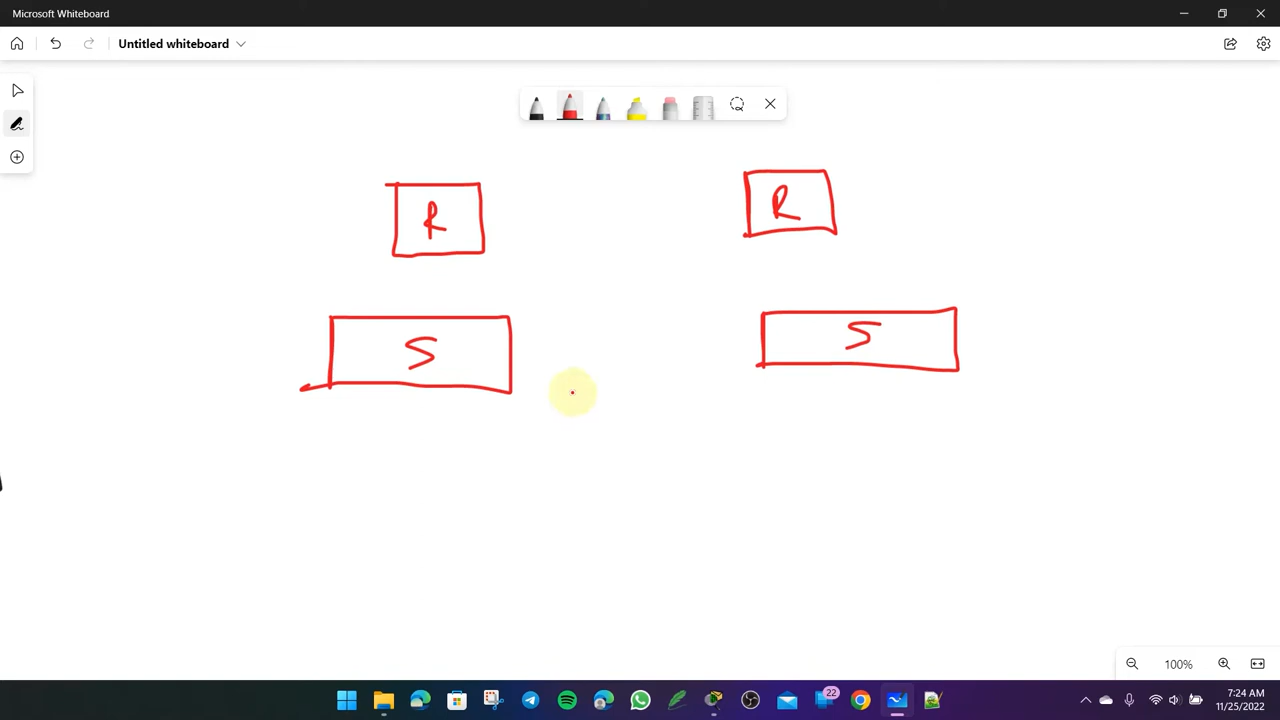 Microsoft Whiteboard
Untitled whiteboard
R
R
S
S
100%
22
7:24 AM
11/25/2022